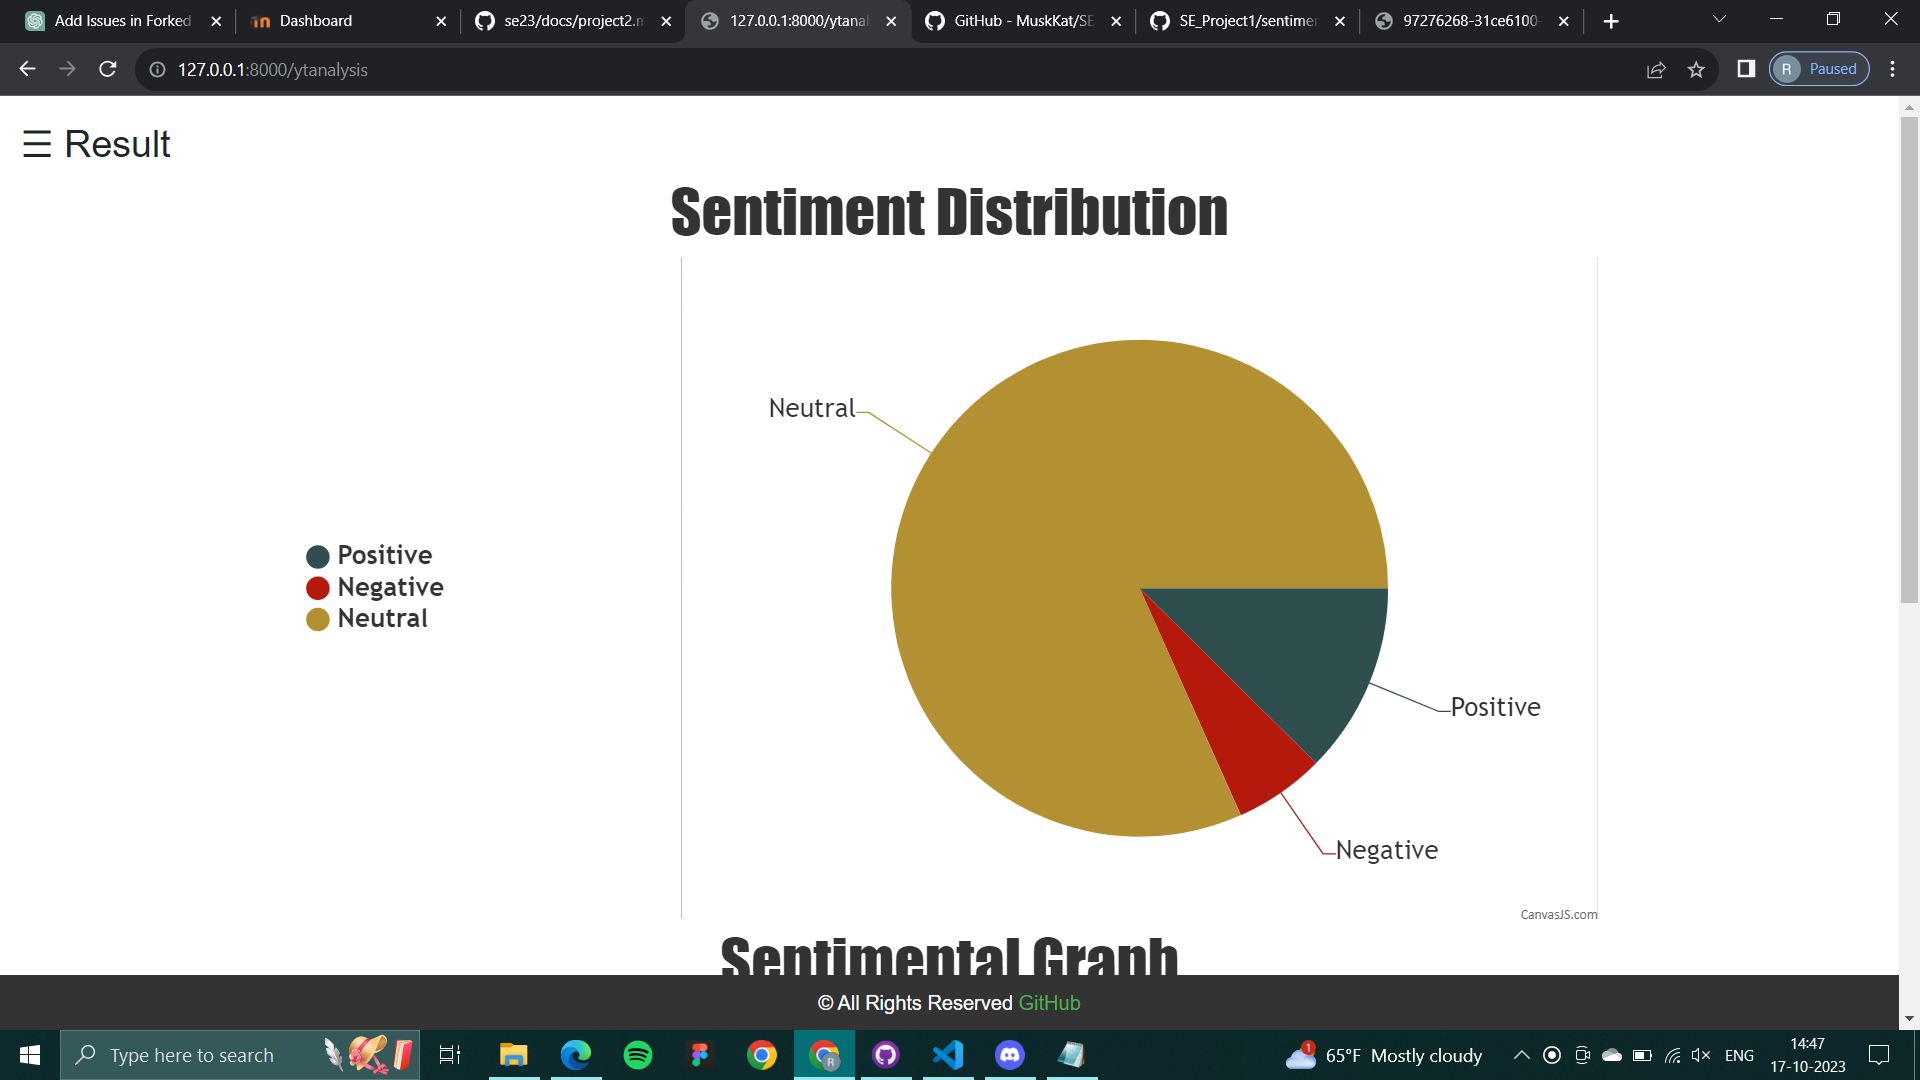 Add Issues in Forked
Dashboard
se23/docs/project2.m
127.0.0.1:8000/ytanal
GitHub - MuskKat/SE
SE_Project1/sentimen
97276268-31ce6100-
127.0.0.1:8000/ytanalysis
R Paused
☰ Result
Sentiment Distribution
Neutral
Positive
Negative
Neutral
Positive
Negative
CanvasJS.com
Sentimental Graph
© All Rights Reserved GitHub
Type here to search
R
1
65°F Mostly cloudy
ENG
14:47
17-10-2023